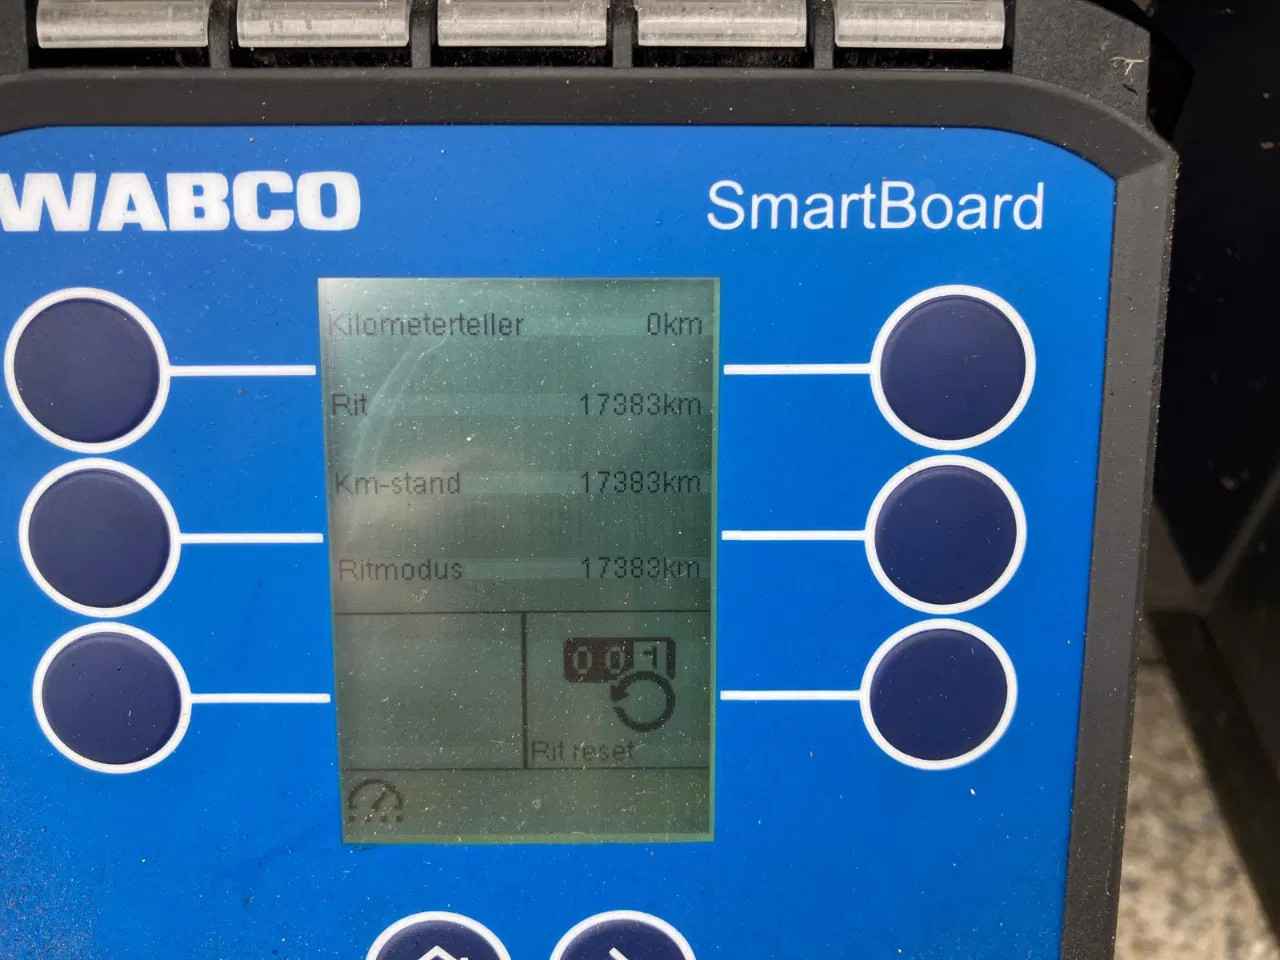 WABCO SmartBoard
Kilometerteller 0km
Rit 17383km
Km-stand 17383km
Ritmodus 17383km
001
Rit reset